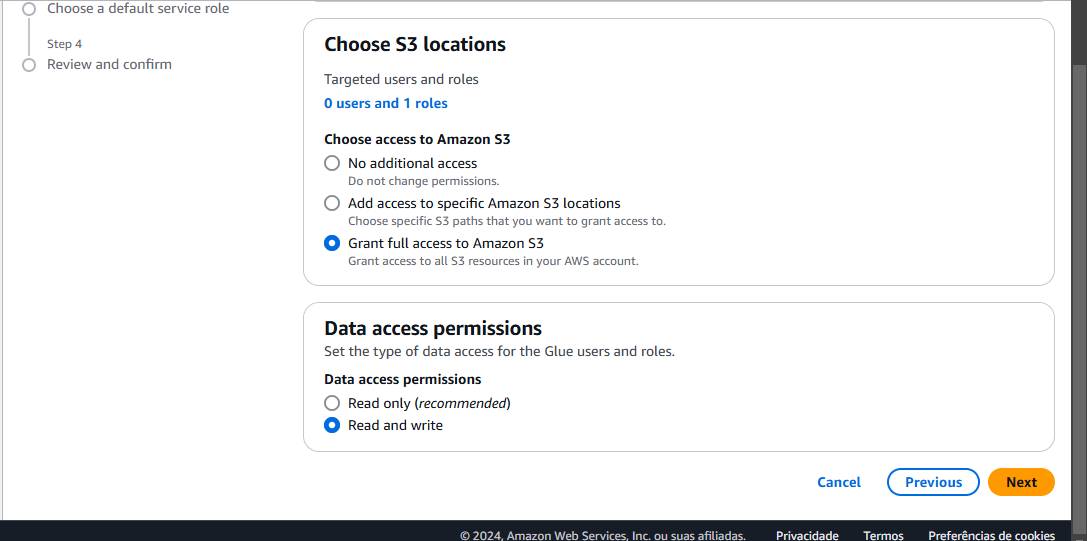 Choose a default service role
Step 4
Review and confirm
Choose S3 locations
Targeted users and roles
0 users and 1 roles
Choose access to Amazon S3
No additional access
Do not change permissions.
Add access to specific Amazon S3 locations
Choose specific S3 paths that you want to grant access to.
Grant full access to Amazon S3
Grant access to all S3 resources in your AWS account.
Data access permissions
Set the type of data access for the Glue users and roles.
Data access permissions
Read only (recommended)
Read and write
Cancel Previous Next
© 2024, Amazon Web Services, Inc. ou suas afiliadas. Privacidade Termos Preferências de cookies